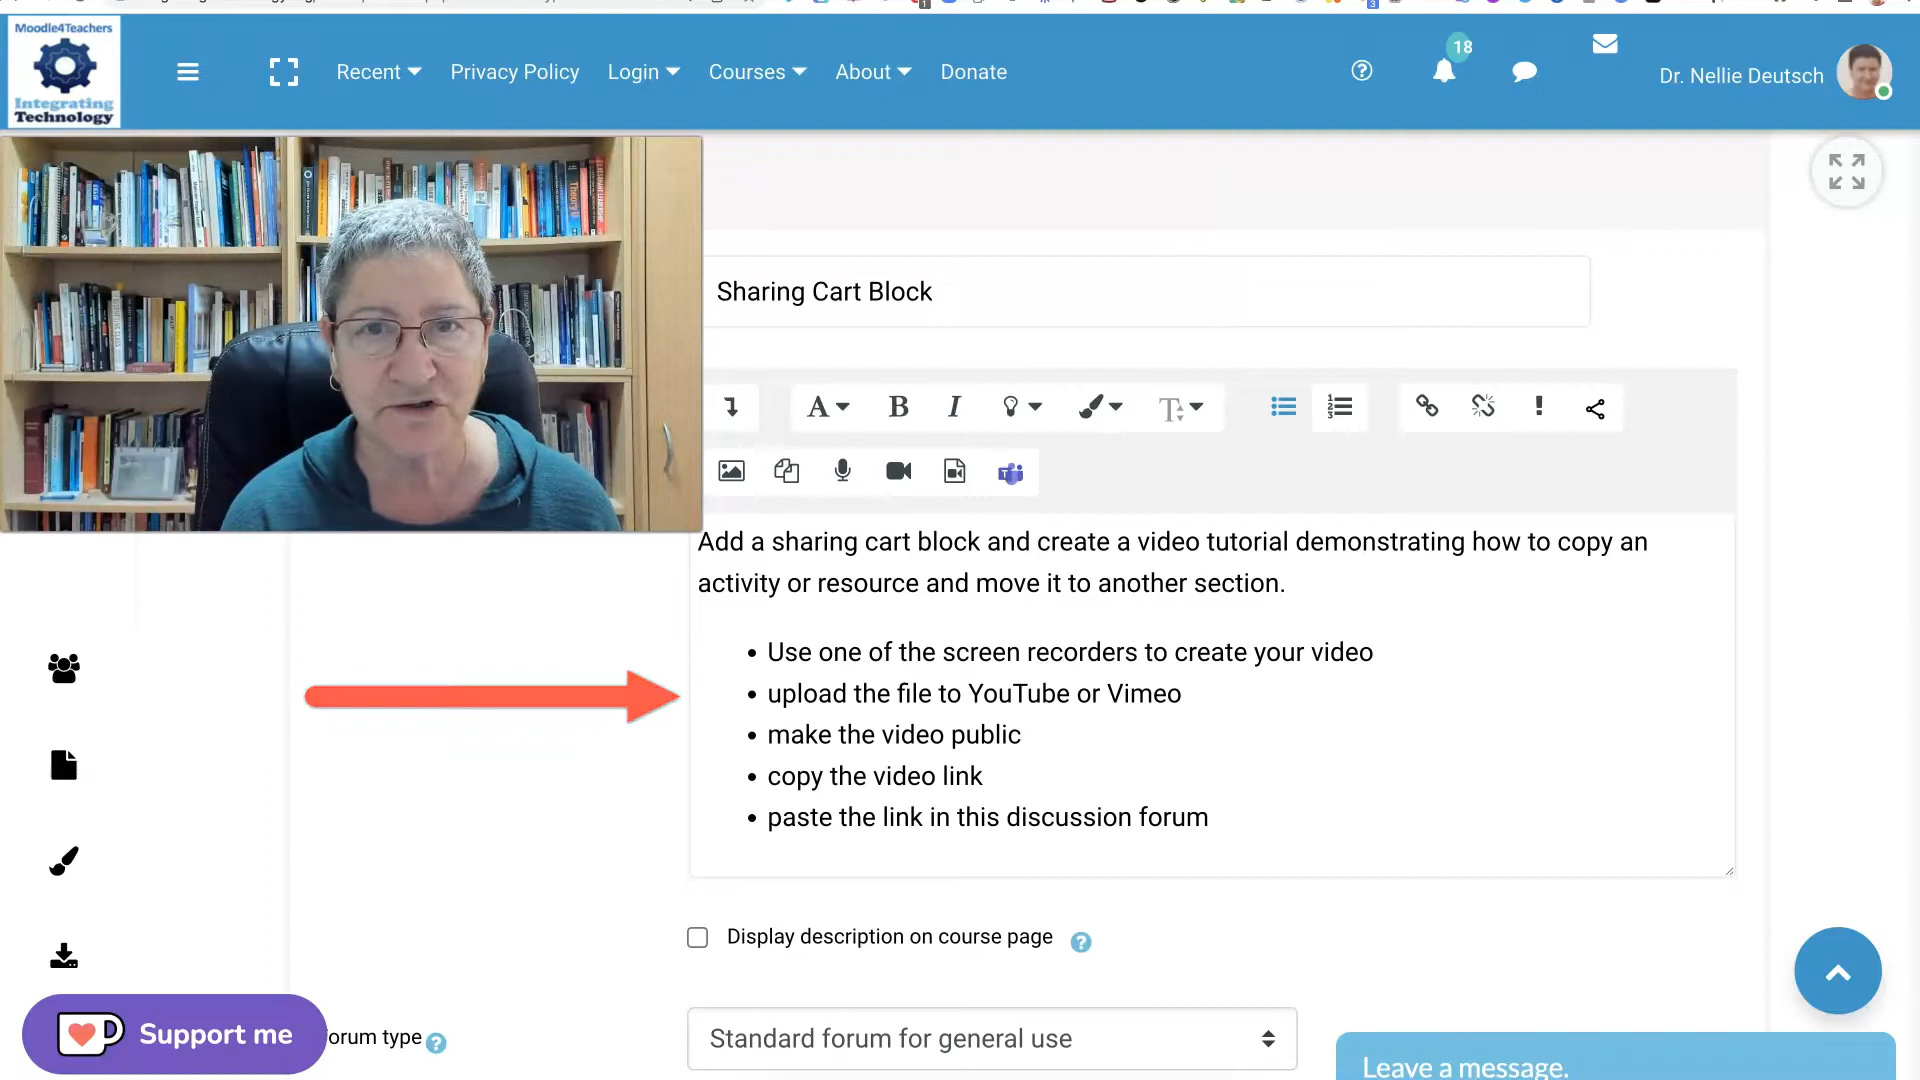 Moodle4Teachers
Integrating
Technology
Recent
Privacy Policy
Login
Courses
About
Donate
18
Dr. Nellie Deutsch
Sharing Cart Block
Add a sharing cart block and create a video tutorial demonstrating how to copy an
activity or resource and move it to another section.
Use one of the screen recorders to create your video
upload the file to YouTube or Vimeo
make the video public
copy the video link
paste the link in this discussion forum
Display description on course page
Support me
orum type
Standard forum for general use
Leave a message.